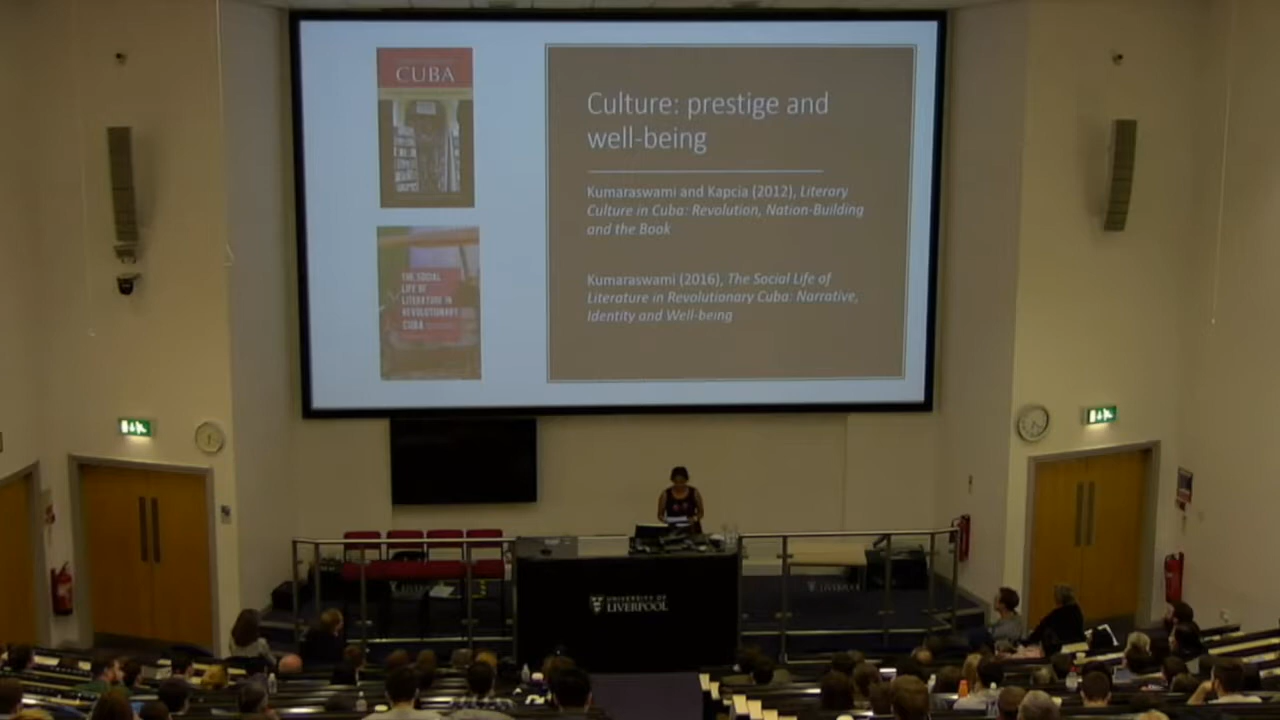 CUBA
THE SOCIAL
LIFE OF
LITERATURE IN
REVOLUTIONARY
CUBA
Culture: prestige and
well-being
Kumaraswami and Kapcia (2012), Literary
Culture in Cuba: Revolution, Nation-Building
and the Book
Kumaraswami (2016), The Social Life of
Literature in Revolutionary Cuba: Narrative,
Identity and Well-being
UNIVERSITY OF
LIVERPOOL
LIVERPOOL
LIVERPOOL